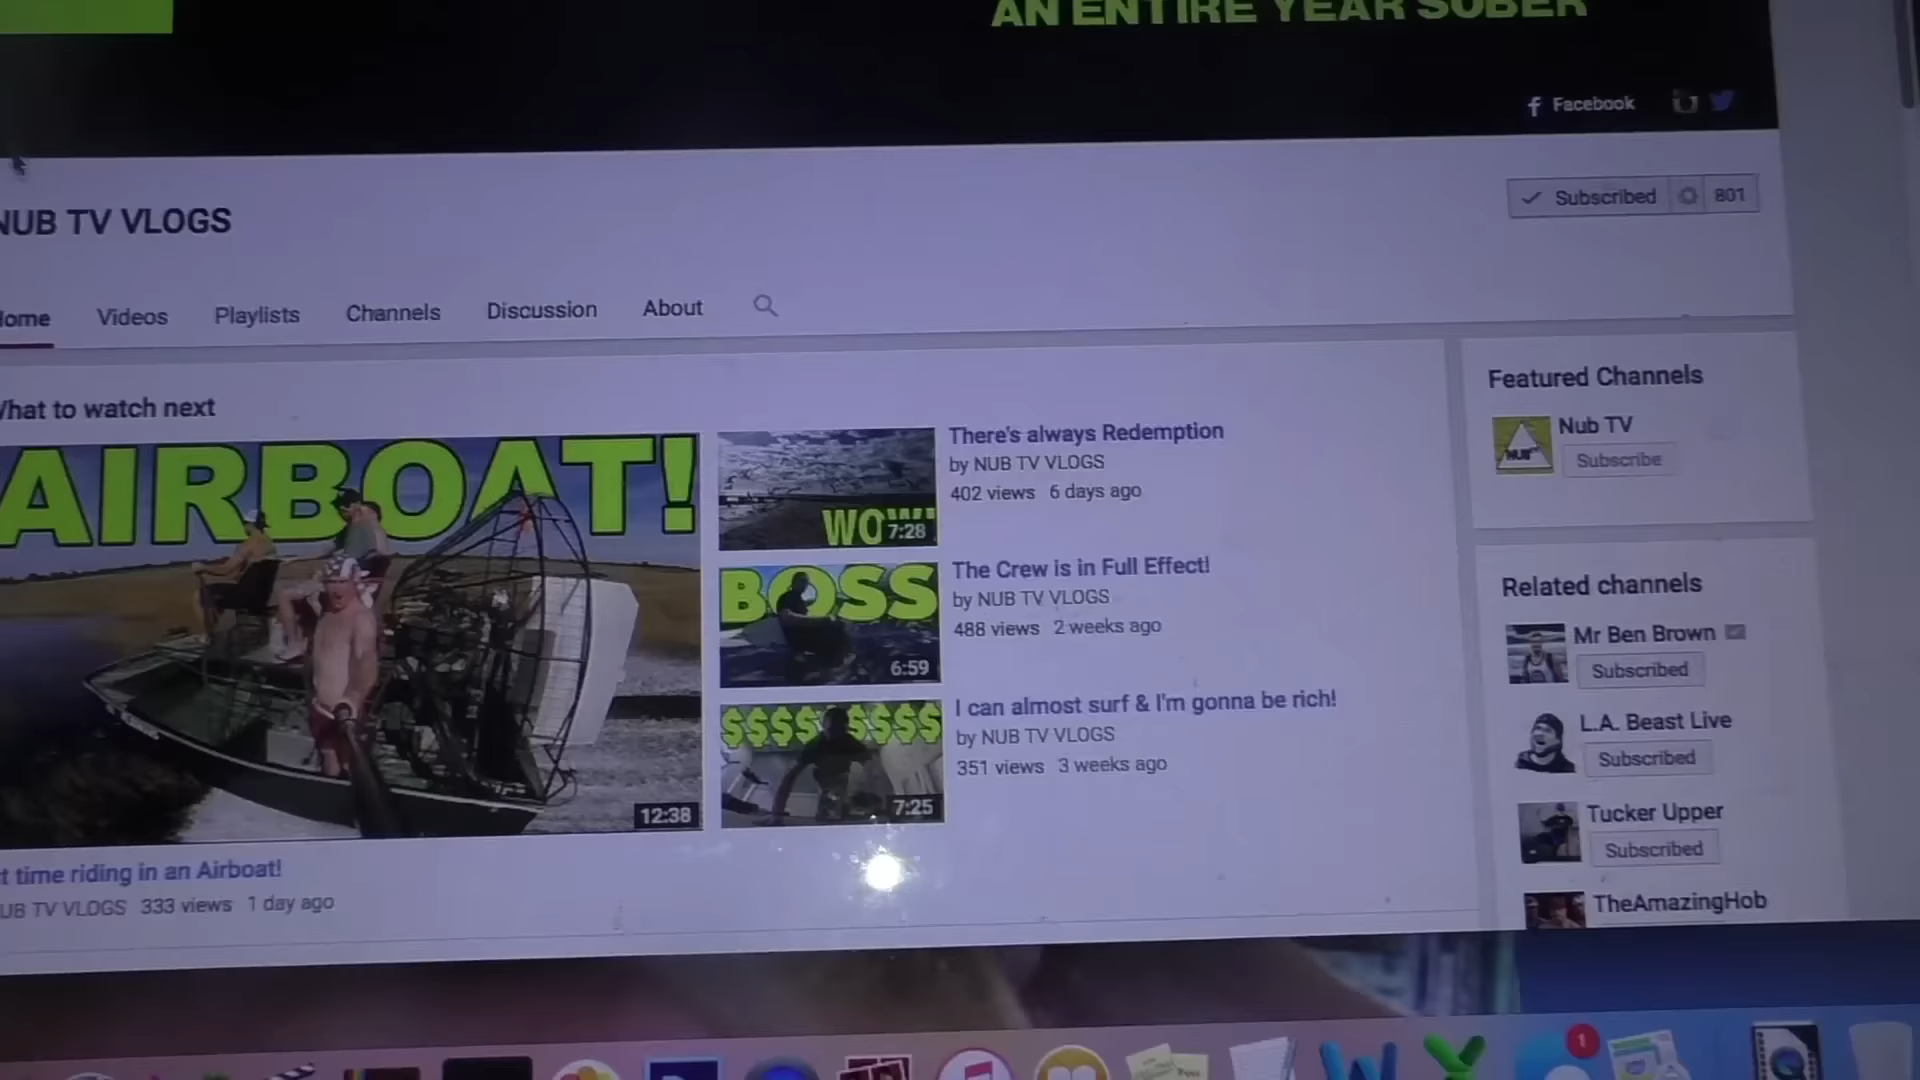 AN ENTIRE YEAR SOBER
Facebook
NUB TV VLOGS
Subscribed 801
Home Videos Playlists Channels Discussion About
What to watch next
AIRBOAT!
12:38
t time riding in an Airboat!
NUB TV VLOGS 333 views 1 day ago
WOW!
7:28
There's always Redemption
by NUB TV VLOGS
402 views 6 days ago
BOSS
6:59
The Crew is in Full Effect!
by NUB TV VLOGS
488 views 2 weeks ago
$$$$ $$$$
7:25
I can almost surf & I'm gonna be rich!
by NUB TV VLOGS
351 views 3 weeks ago
Featured Channels
NUB
Nub TV
Subscribe
Related channels
Mr Ben Brown
Subscribed
L.A. Beast Live
Subscribed
Tucker Upper
Subscribed
TheAmazingHob
1